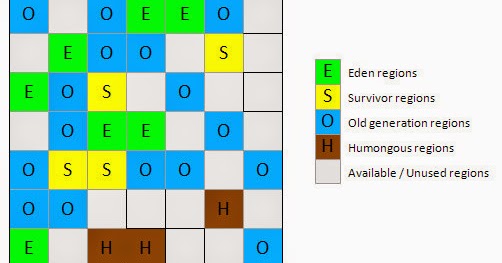 O O E E O
E O O S
E O S O
O E E O
O S S O O O
O O H
E H H O
E Eden regions
S Survivor regions
O Old generation regions
H Humongous regions
Available / Unused regions